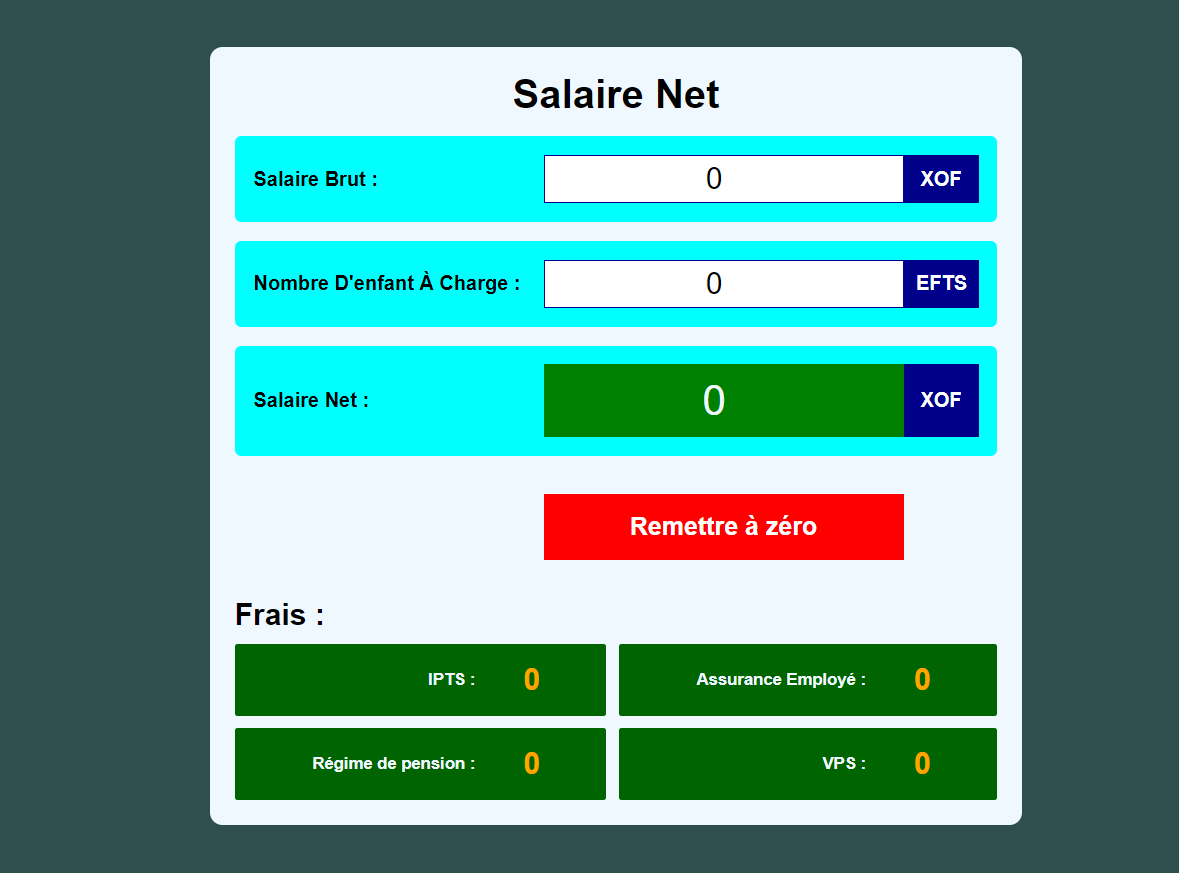 Salaire Net
Salaire Brut : 0 XOF
Nombre D'enfant À Charge : 0 EFTS
Salaire Net : 0 XOF
Remettre à zéro
Frais :
IPTS : 0 Assurance Employé : 0
Régime de pension : 0 VPS : 0